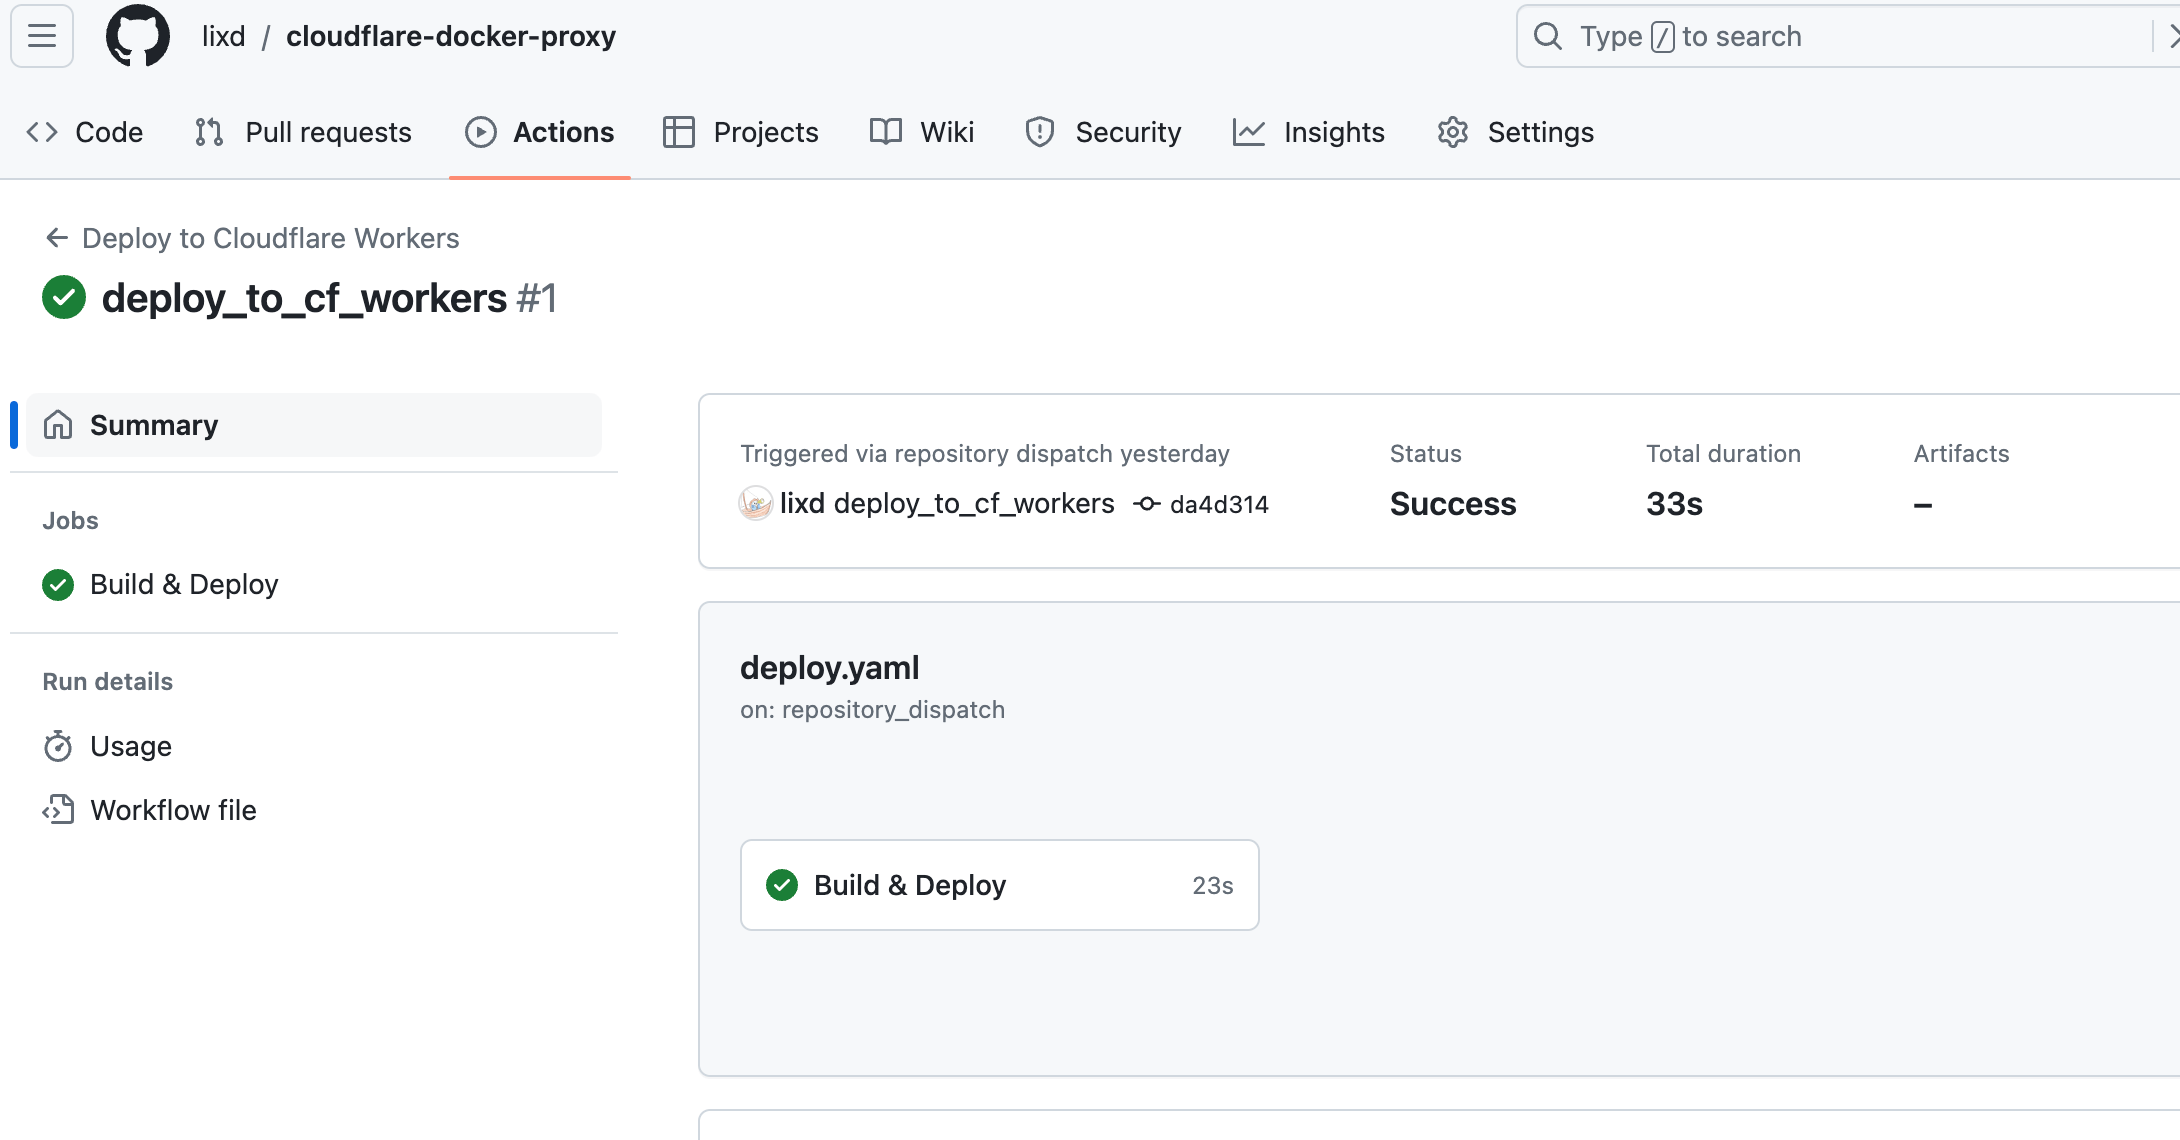 lixd / cloudflare-docker-proxy
Type / to search
Code Pull requests Actions Projects Wiki Security Insights Settings
Deploy to Cloudflare Workers
deploy_to_cf_workers #1
Summary
Jobs
Build & Deploy
Run details
Usage
Workflow file
Triggered via repository dispatch yesterday
lixd deploy_to_cf_workers da4d314
Status
Success
Total duration
33s
Artifacts
–
deploy.yaml
on: repository_dispatch
Build & Deploy 23s